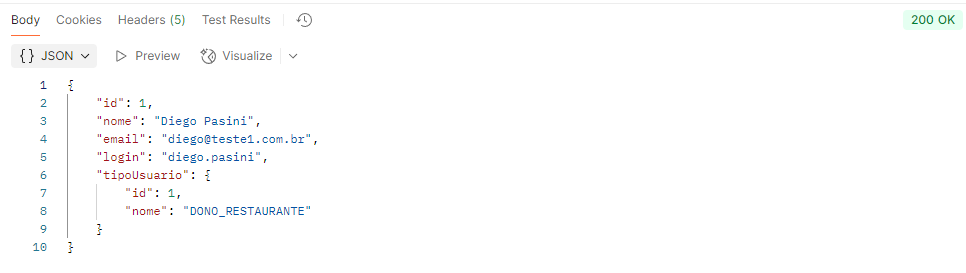 Body Cookies Headers (5) Test Results 200 OK
{} JSON Preview Visualize
1 {
2 "id": 1,
3 "nome": "Diego Pasini",
4 "email": "diego@teste1.com.br",
5 "login": "diego.pasini",
6 "tipoUsuario": {
7 "id": 1,
8 "nome": "DONO_RESTAURANTE"
9 }
10 }